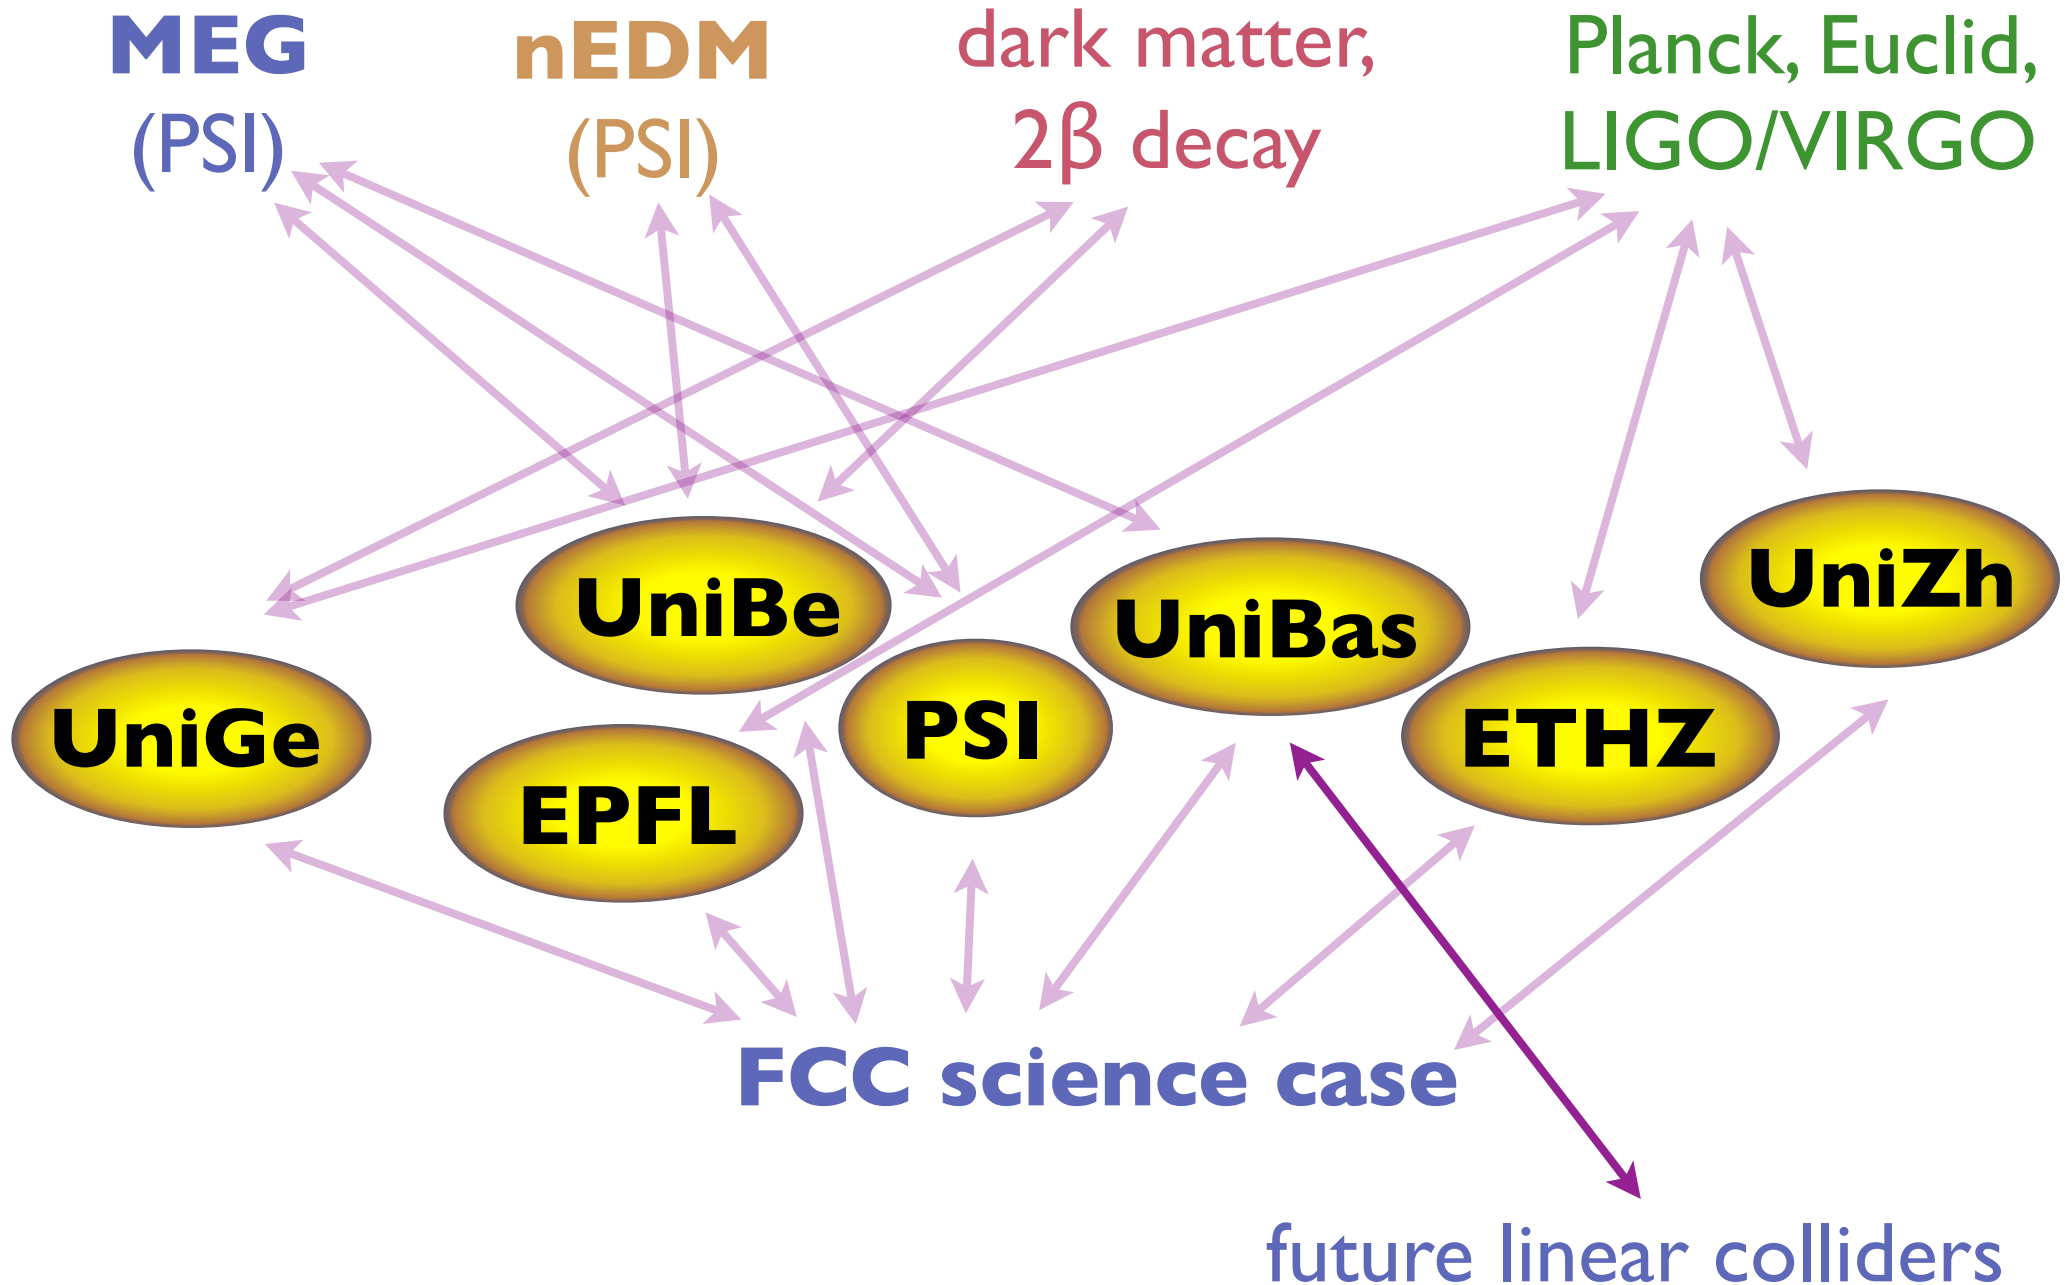 MEG
(PSI)
nEDM
(PSI)
dark matter,
2β decay
Planck, Euclid,
LIGO/VIRGO
UniGe
UniBe
EPFL
PSI
UniBas
ETHZ
UniZh
FCC science case
future linear colliders